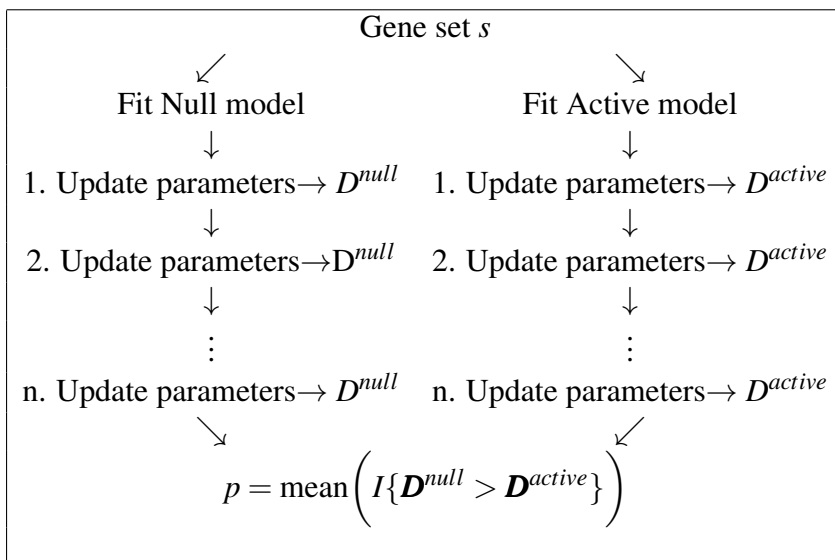 Gene set s
↙ ↘
Fit Null model Fit Active model
↓ ↓
1. Update parameters→ D^null 1. Update parameters→ D^active
↓ ↓
2. Update parameters→D^null 2. Update parameters→ D^active
↓ ↓
⋮ ⋮
n. Update parameters→ D^null n. Update parameters→ D^active
↘ ↙
p = mean(I{D^null > D^active})